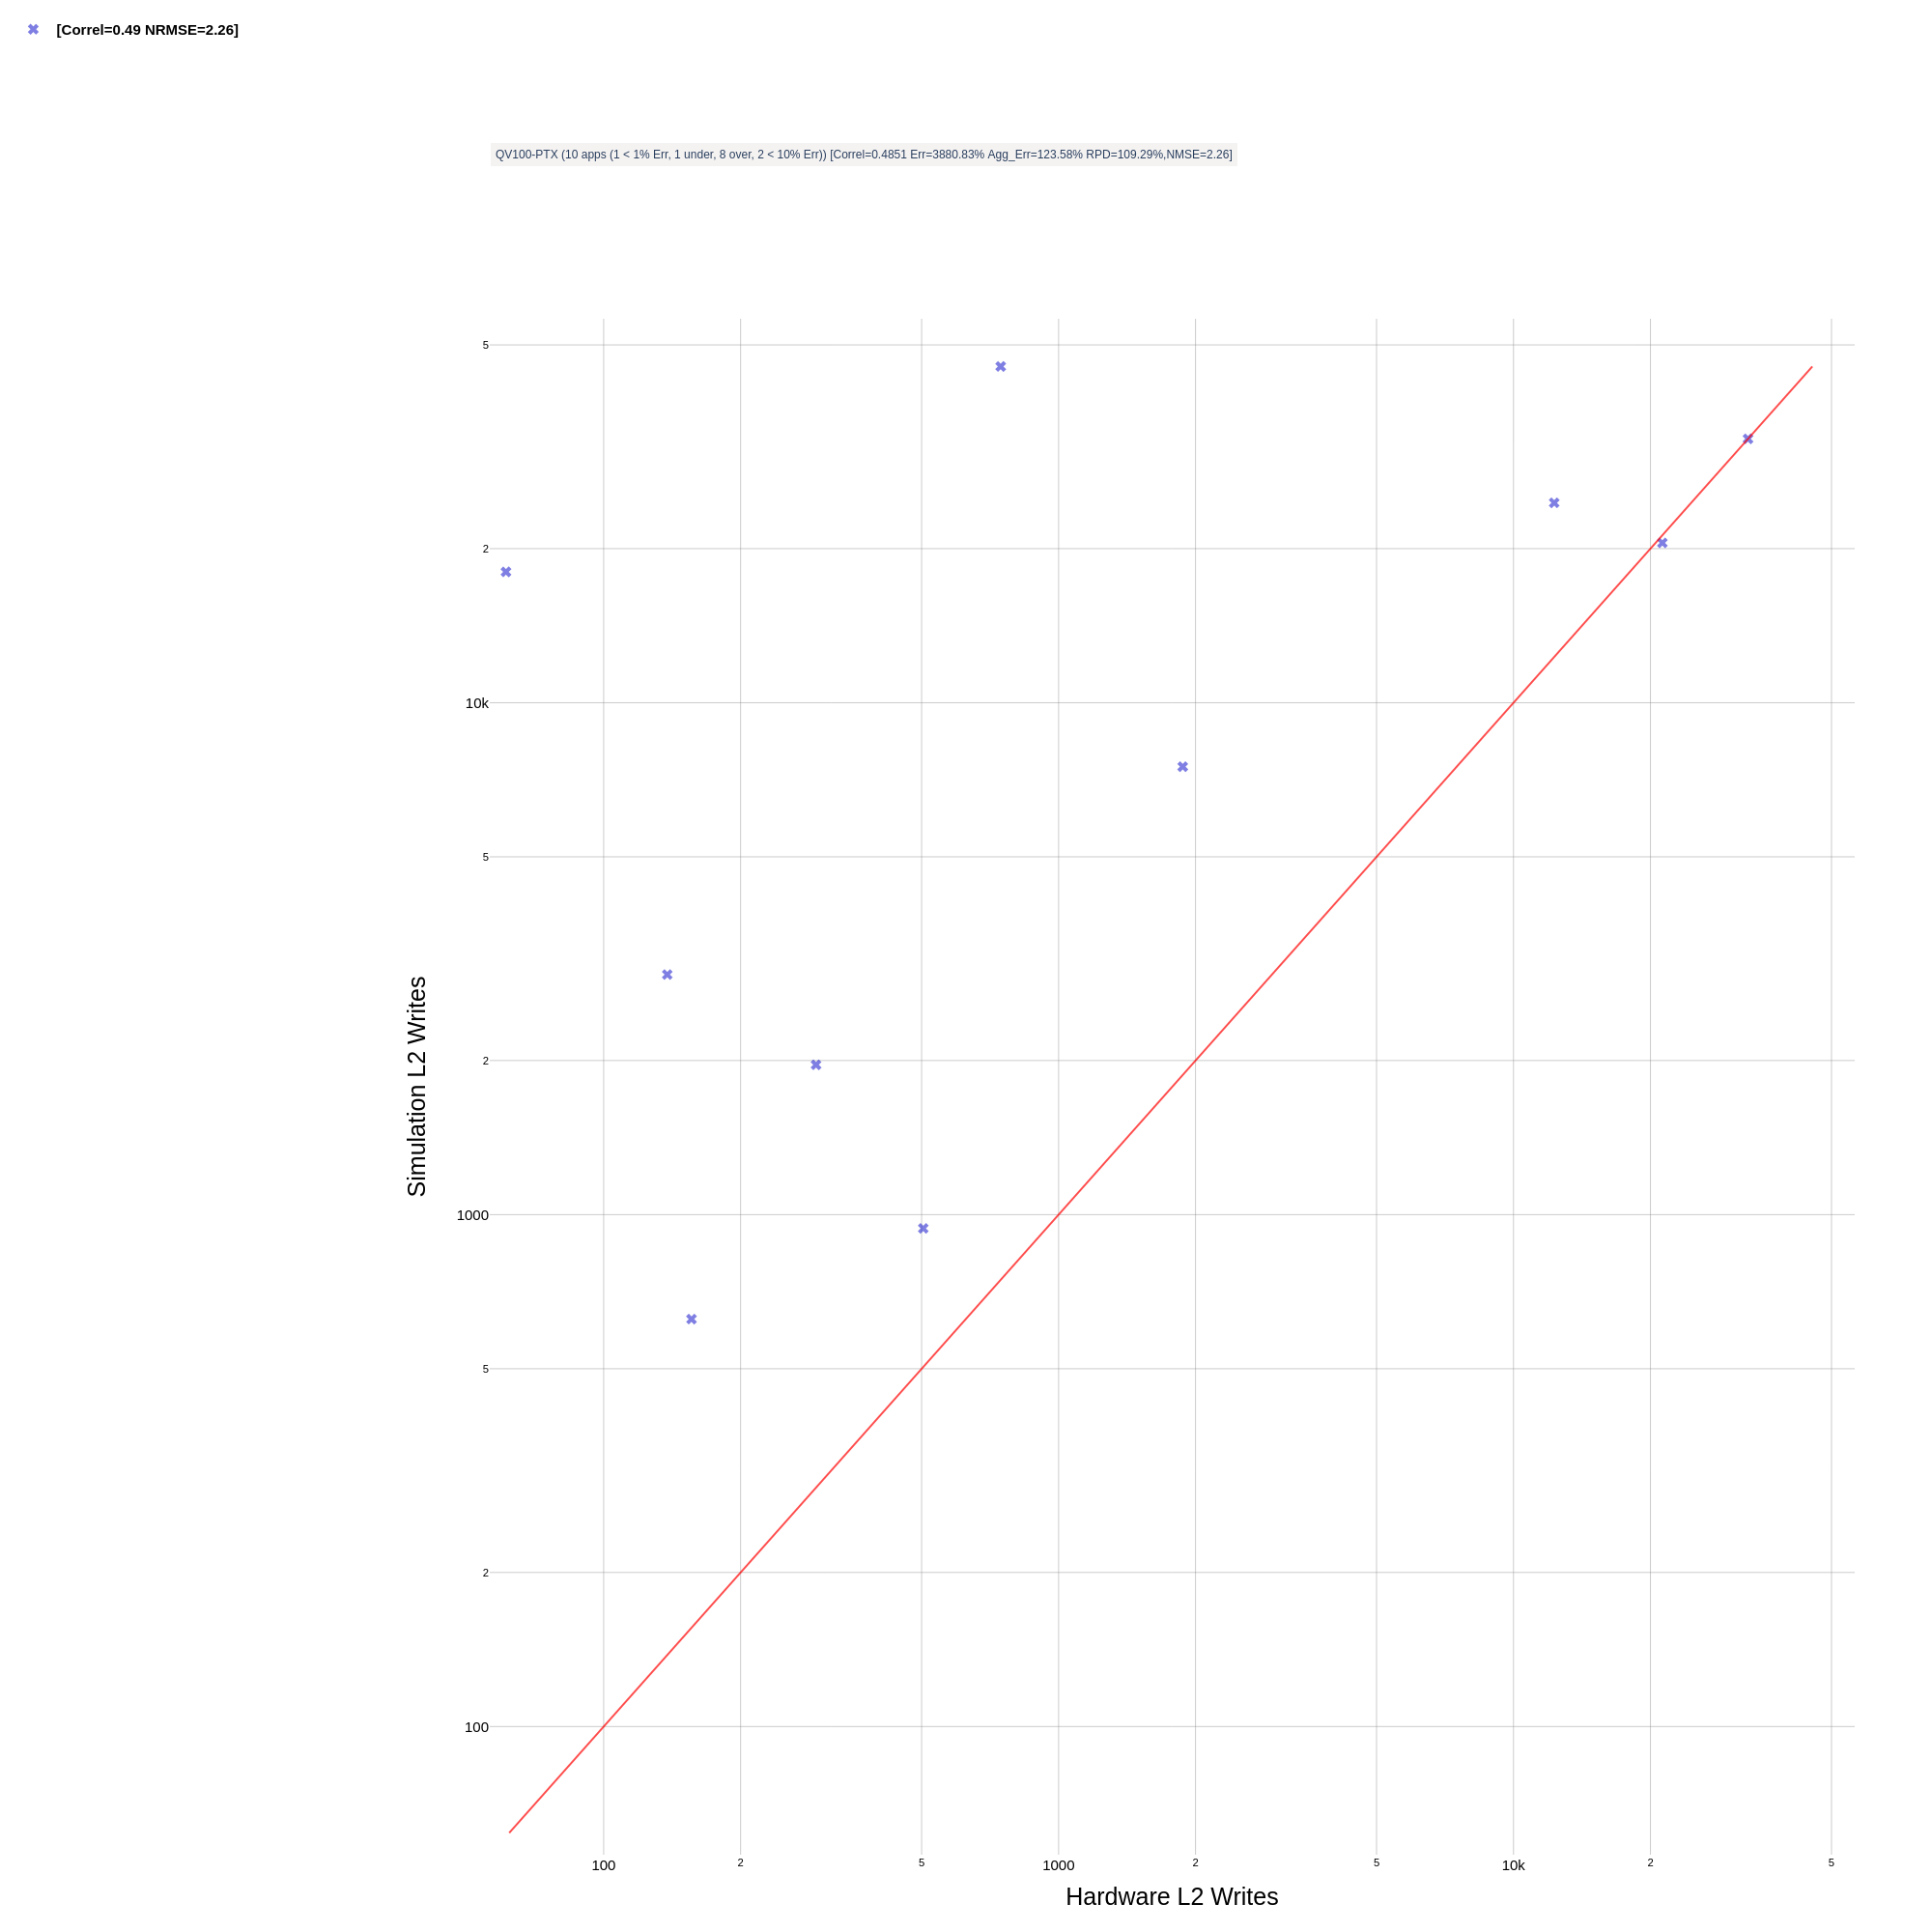 [Correl=0.49 NRMSE=2.26]
QV100-PTX (10 apps (1 < 1% Err, 1 under, 8 over, 2 < 10% Err)) [Correl=0.4851 Err=3880.83% Agg_Err=123.58% RPD=109.29%,NMSE=2.26]
5
2
10k
5
2
1000
5
2
100
Simulation L2 Writes
100
2
5
1000
2
5
10k
2
5
Hardware L2 Writes